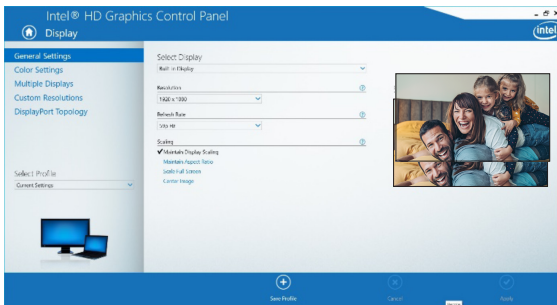 Intel® HD Graphics Control Panel
Display
intel
General Settings
Color Settings
Multiple Displays
Custom Resolutions
DisplayPort Topology
Select Profile
Current Settings
Select Display
Built-in Display
Resolution
Refresh Rate
Scaling
Maintain Display Scaling
Maintain Aspect Ratio
Scale Full Screen
Center Image
Save Profile
Cancel
Apply